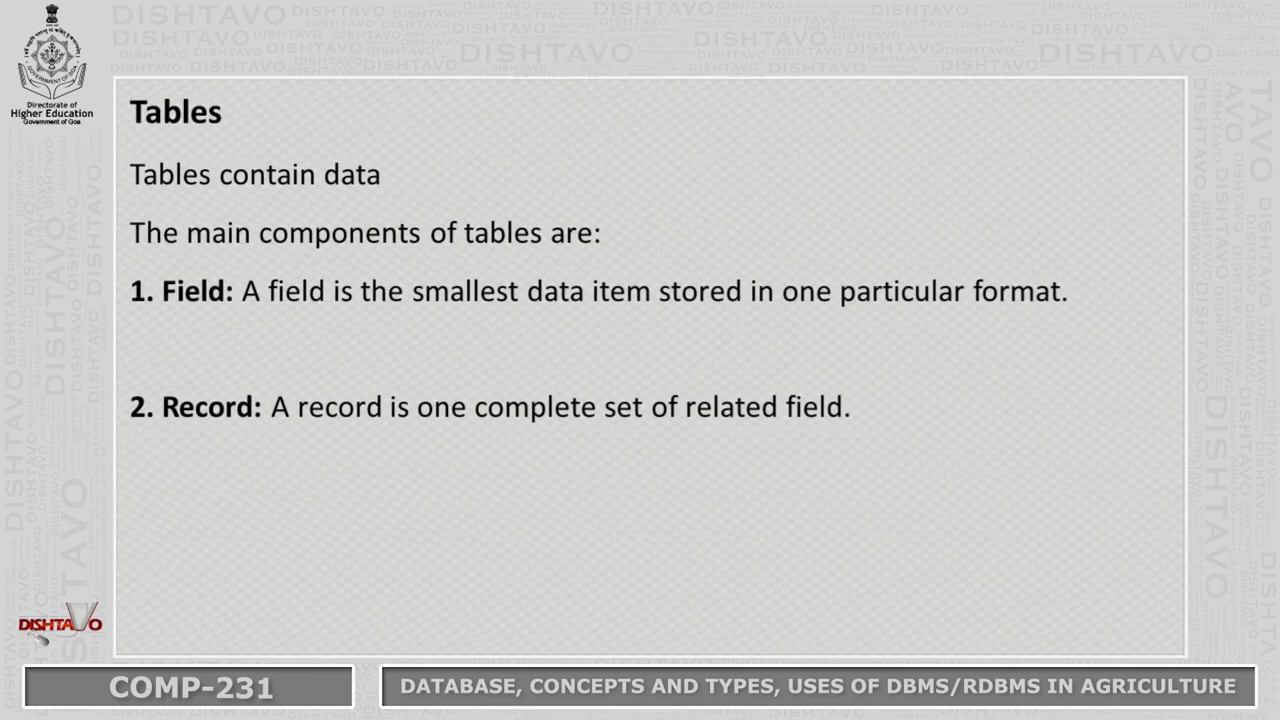 Directorate of
Higher Education
Government of Goa
Tables
Tables contain data
The main components of tables are:
1. Field: A field is the smallest data item stored in one particular format.
2. Record: A record is one complete set of related field.
DISHTAVO
COMP-231
DATABASE, CONCEPTS AND TYPES, USES OF DBMS/RDBMS IN AGRICULTURE